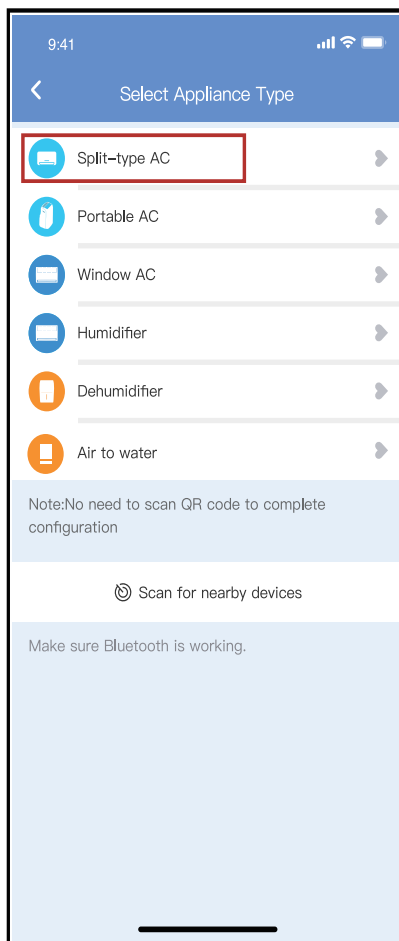 9:41
Select Appliance Type
Split-type AC
Portable AC
Window AC
Humidifier
Dehumidifier
Air to water
Note:No need to scan QR code to complete
configuration
Scan for nearby devices
Make sure Bluetooth is working.